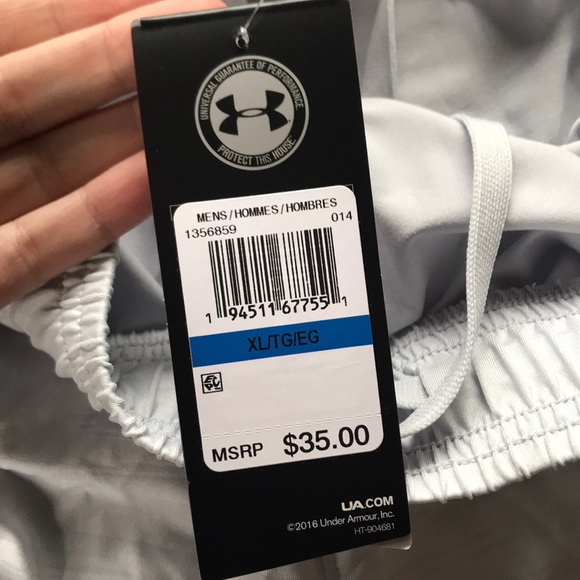 UNIVERSAL GUARANTEE OF PERFORMANCE
PROTECT THIS HOUSE
MENS/HOMMES/HOMBRES
1356859 014
1 94511 67755 1
XL/TG/EG
MSRP $35.00
UA.COM
©2016 Under Armour, Inc.
HT-904681